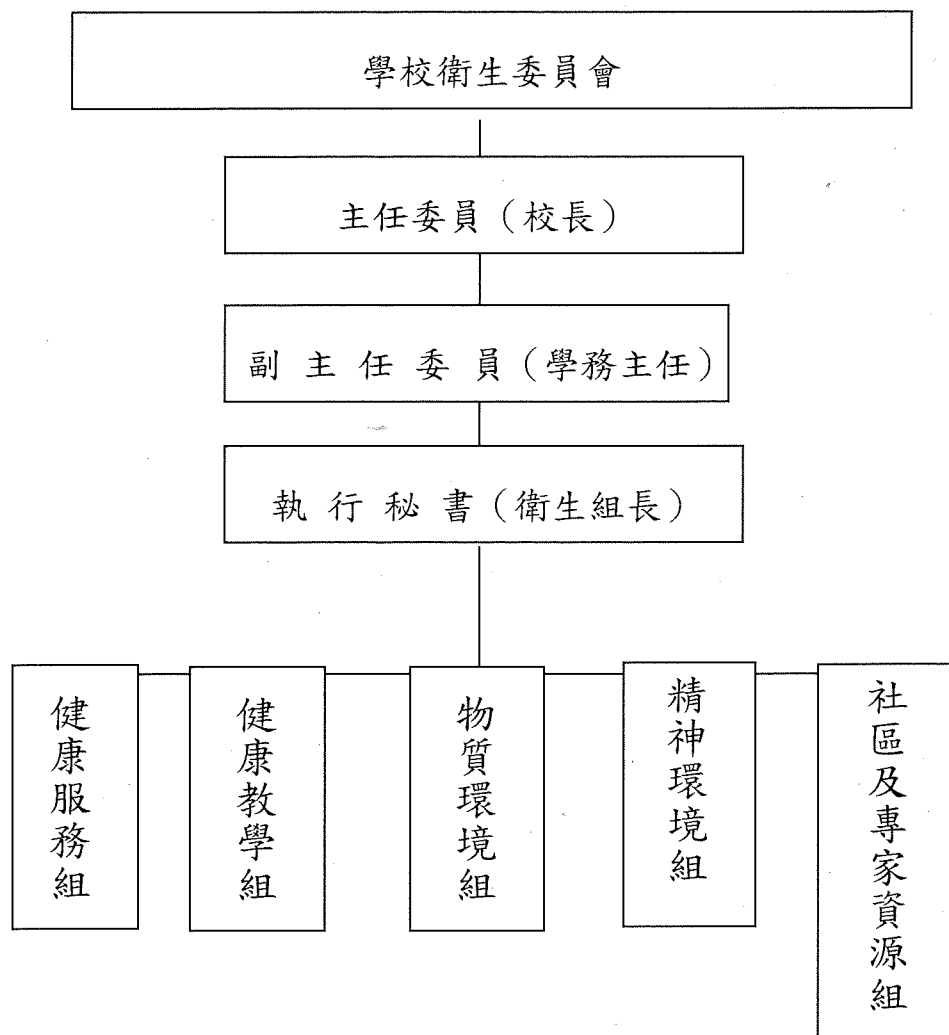 學校衛生委員會
主任委員（校長）
副主任委員（學務主任）
執行秘書（衛生組長）
健康服務組
健康教學組
物質環境組
精神環境組
社區及專家資源組